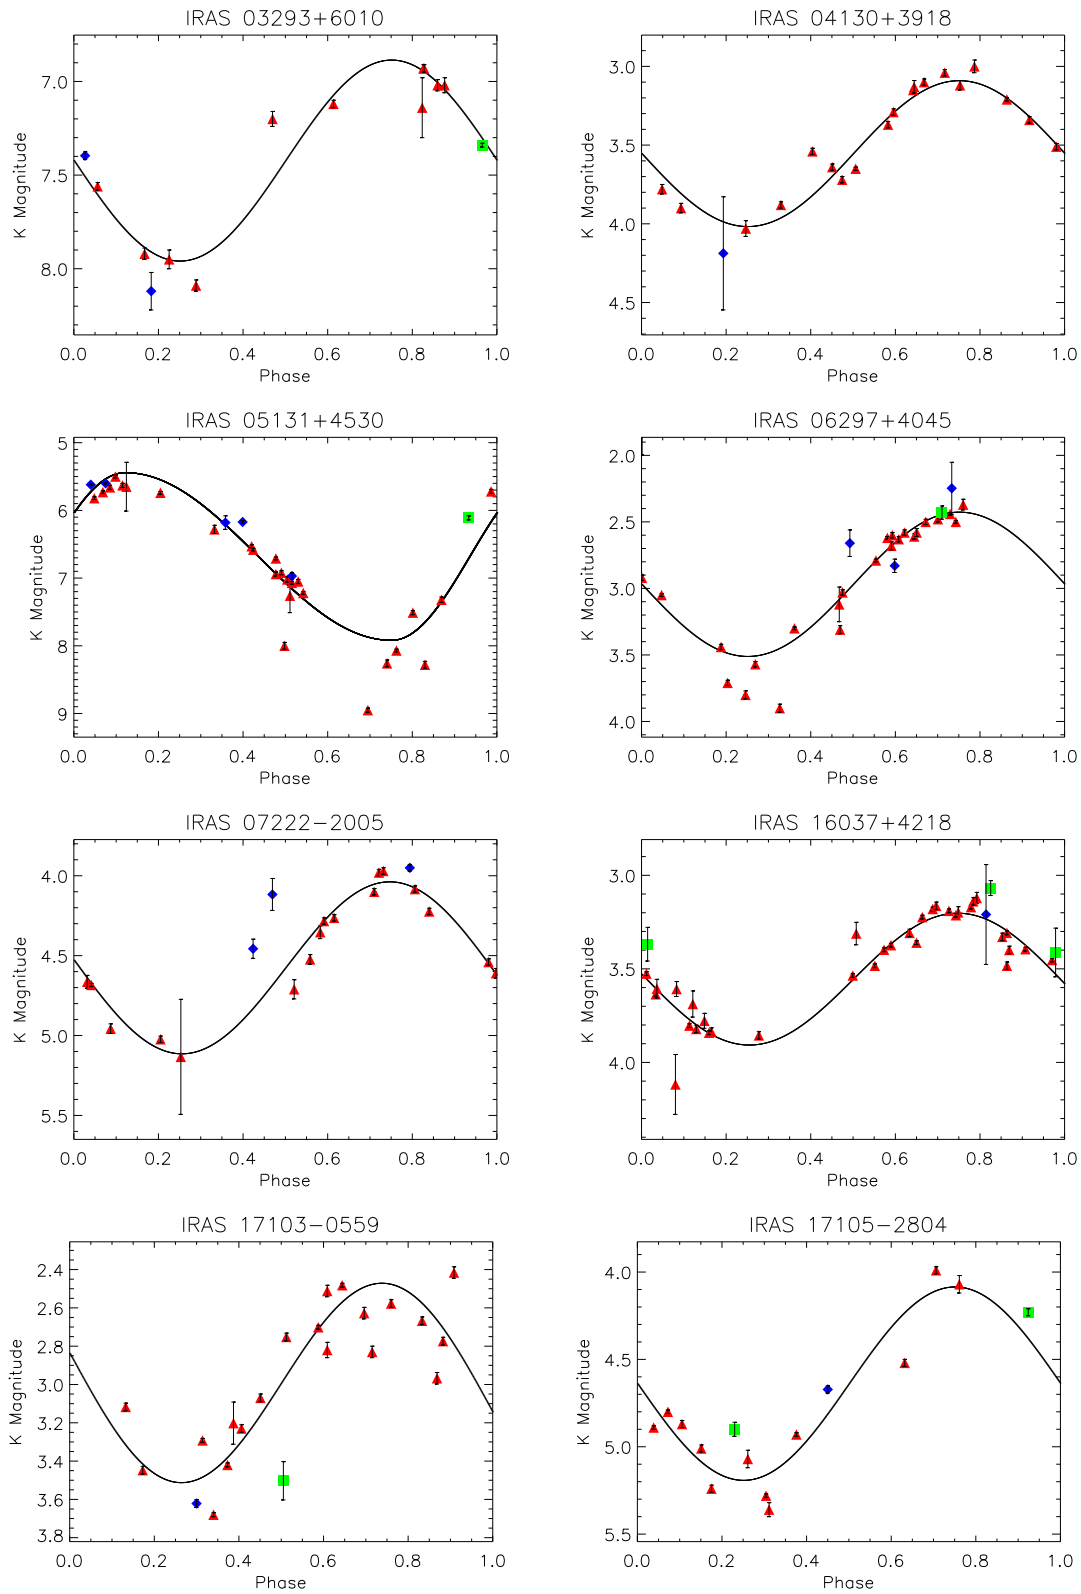 IRAS 03293+6010
IRAS 04130+3918
K Magnitude
7.0
7.5
8.0
0.0 0.2 0.4 0.6 0.8 1.0
Phase
K Magnitude
3.0
3.5
4.0
4.5
0.0 0.2 0.4 0.6 0.8 1.0
Phase
IRAS 05131+4530
IRAS 06297+4045
K Magnitude
5
6
7
8
9
0.0 0.2 0.4 0.6 0.8 1.0
Phase
K Magnitude
2.0
2.5
3.0
3.5
4.0
0.0 0.2 0.4 0.6 0.8 1.0
Phase
IRAS 07222-2005
IRAS 16037+4218
K Magnitude
4.0
4.5
5.0
5.5
0.0 0.2 0.4 0.6 0.8 1.0
Phase
K Magnitude
3.0
3.5
4.0
0.0 0.2 0.4 0.6 0.8 1.0
Phase
IRAS 17103-0559
IRAS 17105-2804
K Magnitude
2.4
2.6
2.8
3.0
3.2
3.4
3.6
3.8
0.0 0.2 0.4 0.6 0.8 1.0
Phase
K Magnitude
4.0
4.5
5.0
5.5
0.0 0.2 0.4 0.6 0.8 1.0
Phase